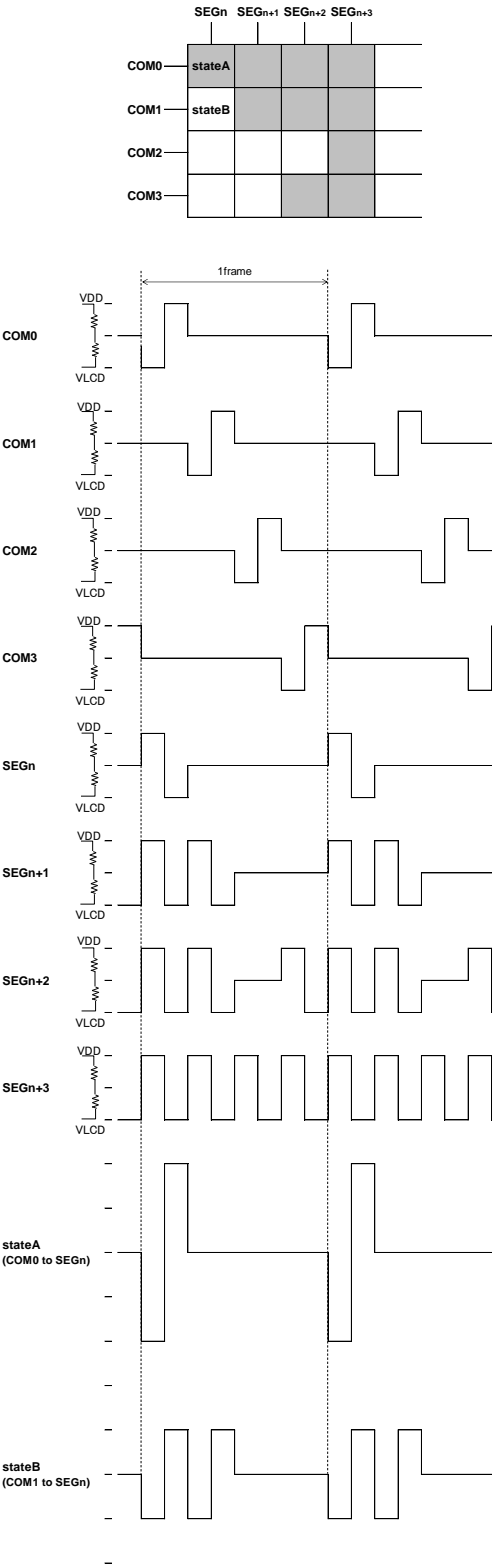 SEGn SEGn+1 SEGn+2 SEGn+3
COM0 stateA
COM1 stateB
COM2
COM3
1frame
VDD
COM0
VLCD
VDD
COM1
VLCD
VDD
COM2
VLCD
VDD
COM3
VLCD
VDD
SEGn
VLCD
VDD
SEGn+1
VLCD
VDD
SEGn+2
VLCD
VDD
SEGn+3
VLCD
stateA
(COM0 to SEGn)
stateB
(COM1 to SEGn)